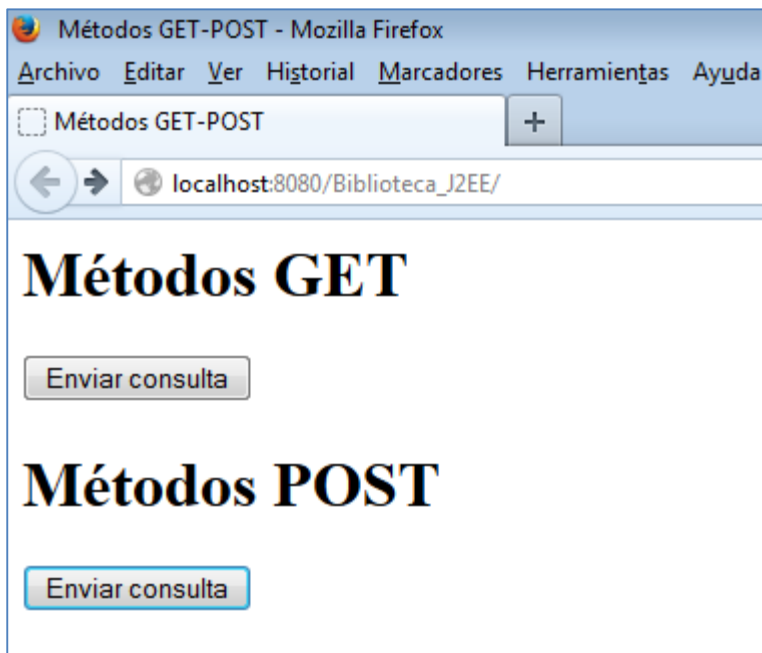 Métodos GET-POST - Mozilla Firefox
Archivo Editar Ver Historial Marcadores Herramientas Ayuda
Métodos GET-POST +
localhost:8080/Biblioteca_J2EE/
Métodos GET
Enviar consulta
Métodos POST
Enviar consulta